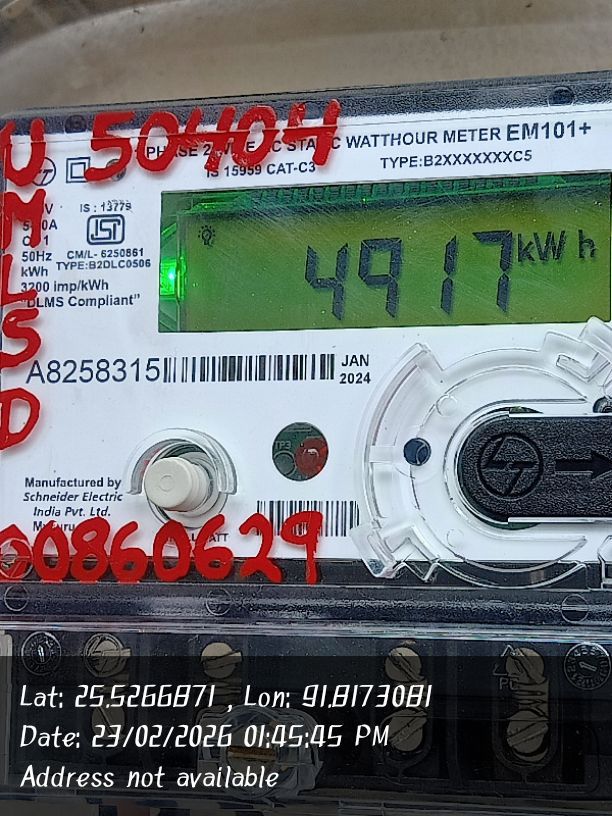 U 50404
PHASE 2 WIRE AC STATIC WATTHOUR METER EM101+
IS 15959 CAT-C3 TYPE:B2XXXXXXXC5
M
L
S
D
IS : 13779
50Hz CM/L- 6250861
kWh TYPE:B2DLC0506
3200 imp/kWh
"DLMS Compliant"
4917 kWh
A8258315 JAN
2024
LT
Manufactured by
Schneider Electric
India Pvt. Ltd.
00860629
Lat: 25.5266871 , Lon: 91.8173081
Date: 23/02/2026 01:45:45 PM
Address not available